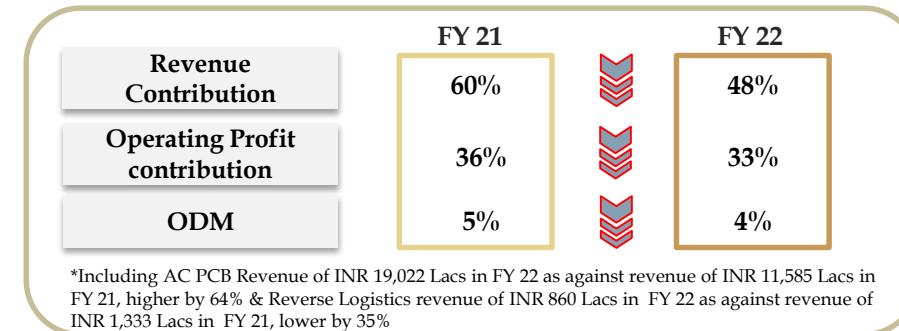 FY 21 FY 22
Revenue
Contribution
60% 48%
Operating Profit
contribution
36% 33%
ODM 5% 4%
*Including AC PCB Revenue of INR 19,022 Lacs in FY 22 as against revenue of INR 11,585 Lacs in
FY 21, higher by 64% & Reverse Logistics revenue of INR 860 Lacs in FY 22 as against revenue of
INR 1,333 Lacs in FY 21, lower by 35%